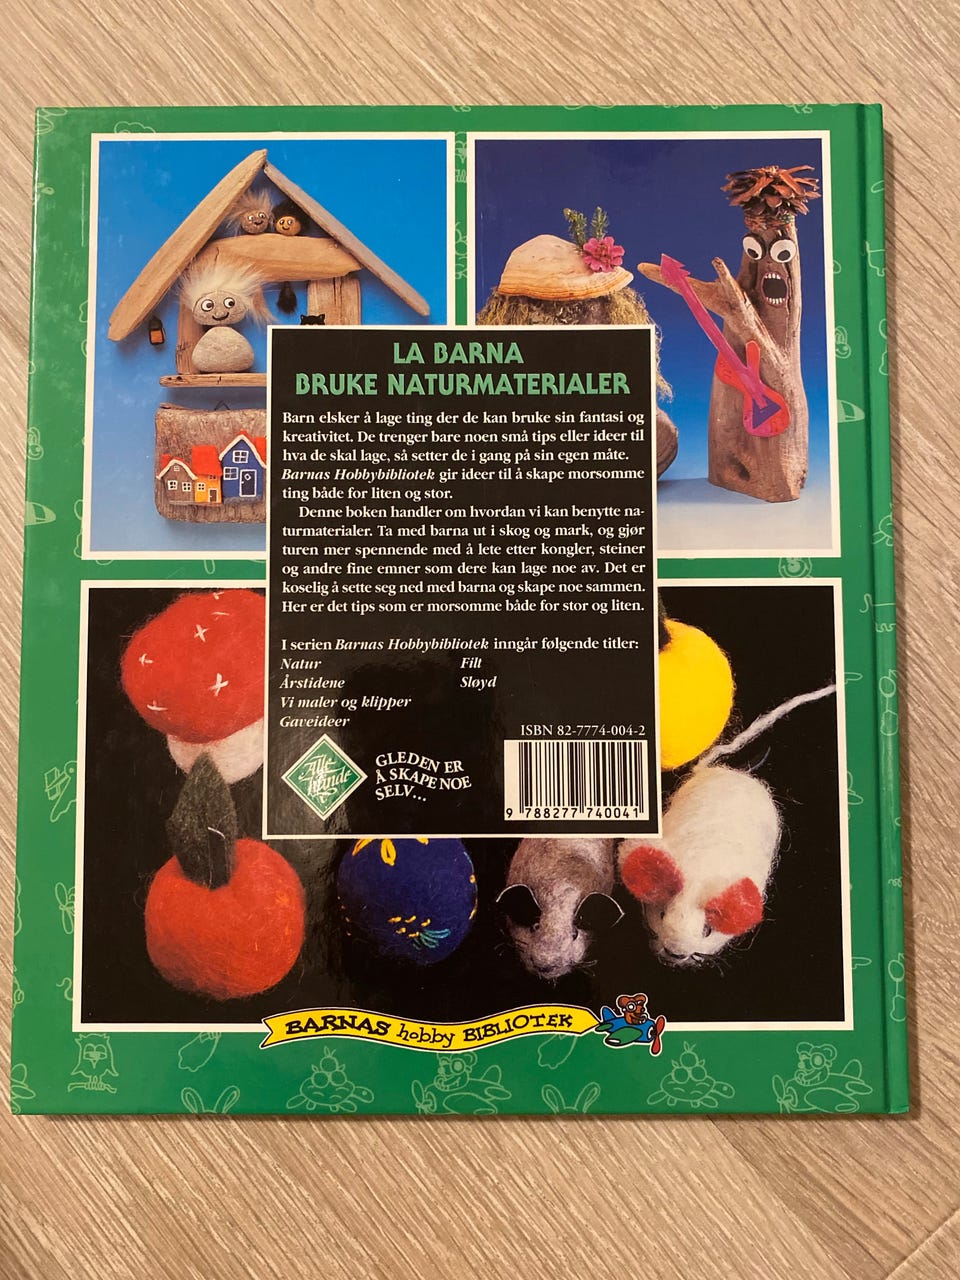 LA BARNA
BRUKE NATURMATERIALER
Barn elsker å lage ting der de kan bruke sin fantasi og
kreativitet. De trenger bare noen små tips eller ideer til
hva de skal lage, så setter de i gang på sin egen måte.
Barnas Hobbybibliotek gir ideer til å skape morsomme
ting både for liten og stor.
Denne boken handler om hvordan vi kan benytte na-
turmaterialer. Ta med barna ut i skog og mark, og gjør
turen mer spennende med å lete etter kongler, steiner
og andre fine emner som dere kan lage noe av. Det er
koselig å sette seg ned med barna og skape noe sammen.
Her er det tips som er morsomme både for stor og liten.
I serien Barnas Hobbybibliotek inngår følgende titler:
Natur Filt
Årstidene Sløyd
Vi maler og klipper
Gaveideer
ISBN 82-7774-004-2
Alle
tiders
GLEDEN ER
Å SKAPE NOE
SELV...
9 788277 740041
BARNAS hobby BIBLIOTEK